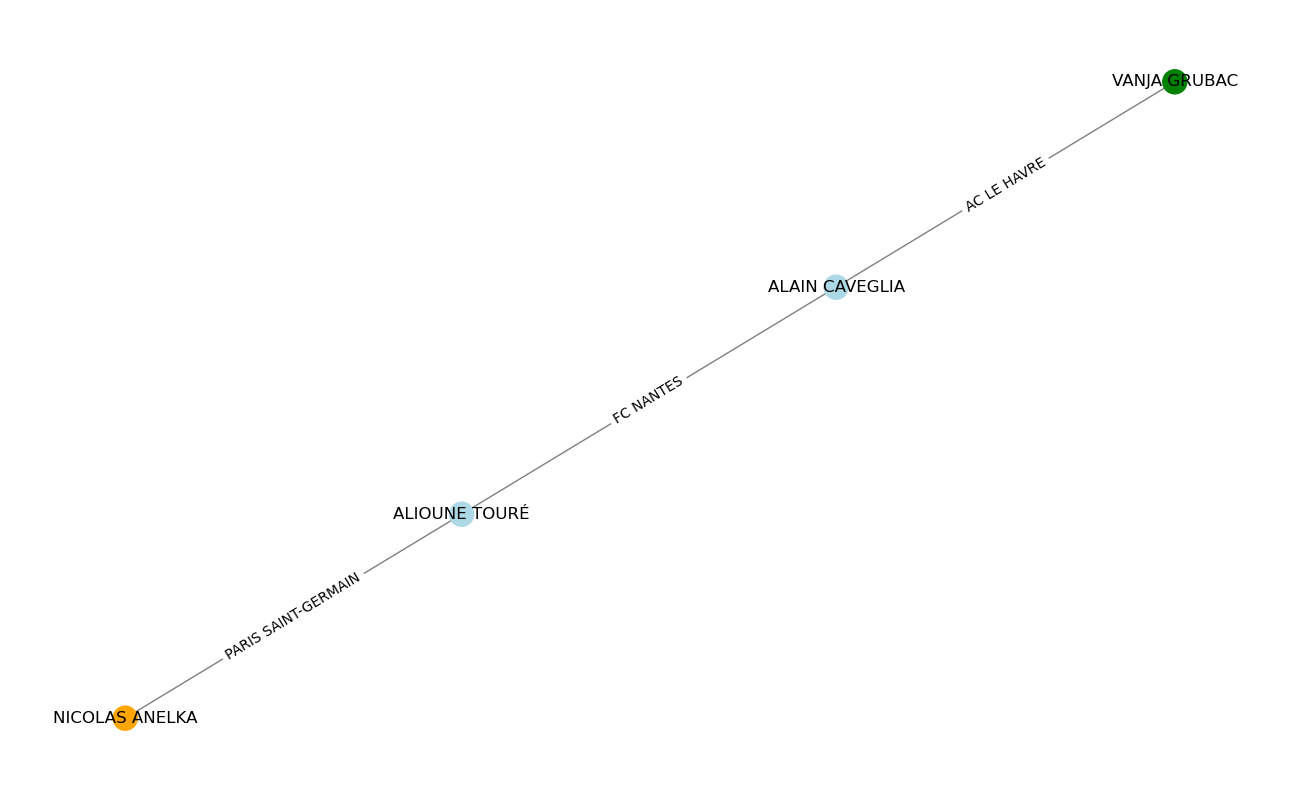 VANJA GRUBAC
AC LE HAVRE
ALAIN CAVEGLIA
FC NANTES
ALIOUNE TOURÉ
PARIS SAINT-GERMAIN
NICOLAS ANELKA